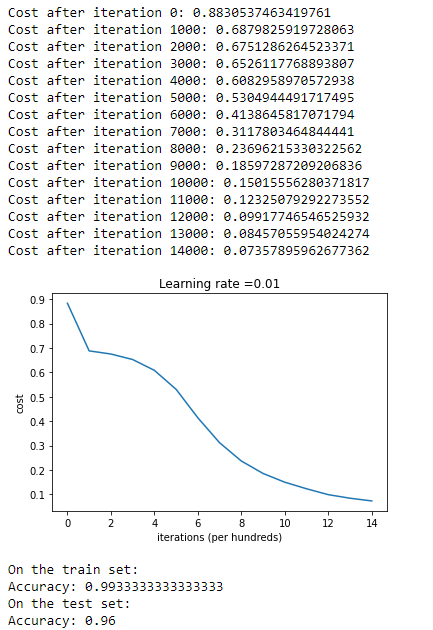 Cost after iteration 0: 0.8830537463419761
Cost after iteration 1000: 0.6879825919728063
Cost after iteration 2000: 0.6751286264523371
Cost after iteration 3000: 0.6526117768893807
Cost after iteration 4000: 0.6082958970572938
Cost after iteration 5000: 0.5304944491717495
Cost after iteration 6000: 0.4138645817071794
Cost after iteration 7000: 0.3117803464844441
Cost after iteration 8000: 0.23696215330322562
Cost after iteration 9000: 0.18597287209206836
Cost after iteration 10000: 0.15015556280371817
Cost after iteration 11000: 0.12325079292273552
Cost after iteration 12000: 0.09917746546525932
Cost after iteration 13000: 0.08457055954024274
Cost after iteration 14000: 0.07357895962677362
Learning rate =0.01
0.9
0.8
0.7
0.6
0.5
0.4
0.3
0.2
0.1
cost
0 2 4 6 8 10 12 14
iterations (per hundreds)
On the train set:
Accuracy: 0.9933333333333333
On the test set:
Accuracy: 0.96